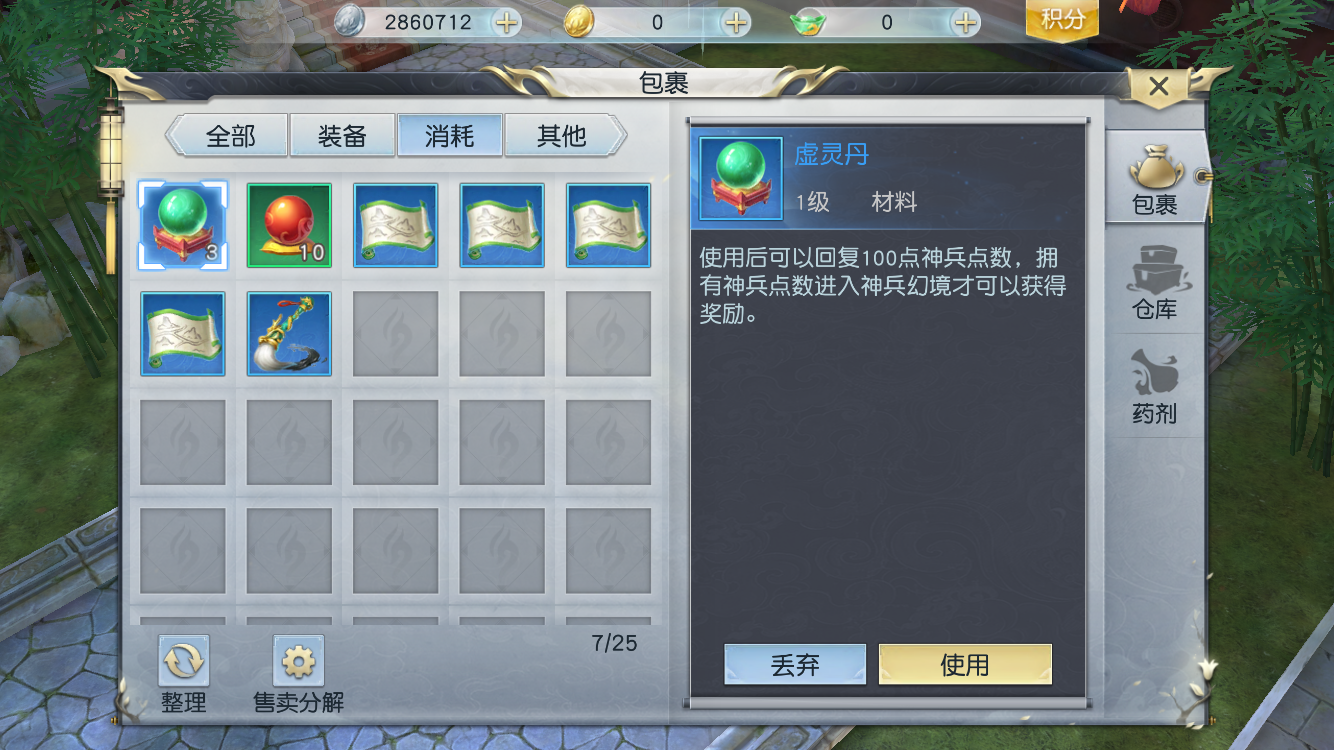 2860712
0
0
积分
包裹
全部
装备
消耗
其他
虚灵丹
1级 材料
3
10
使用后可以回复100点神兵点数，拥
有神兵点数进入神兵幻境才可以获得
奖励。
包裹
仓库
药剂
7/25
整理
售卖分解
丢弃
使用